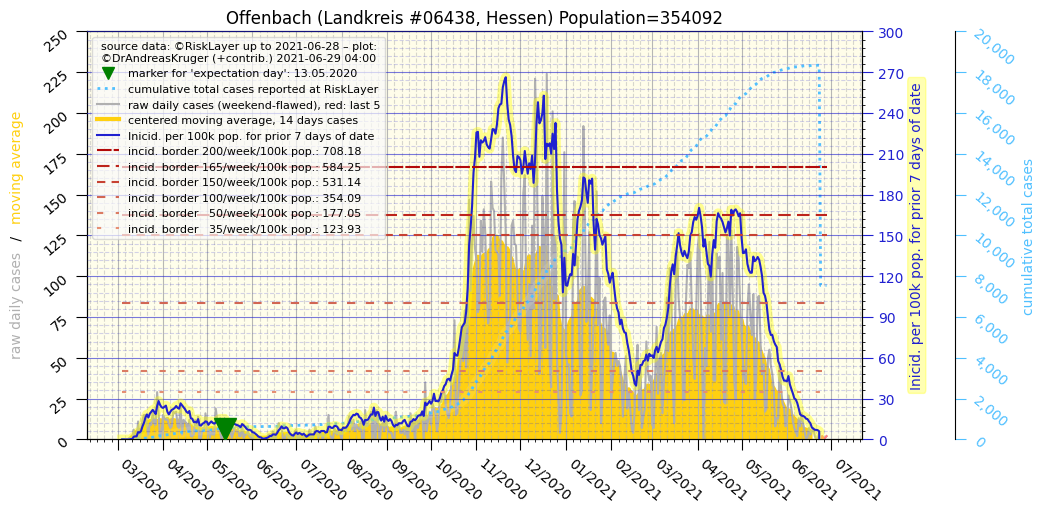 Offenbach (Landkreis #06438, Hessen) Population=354092
source data: ©RiskLayer up to 2021-06-28 – plot:
©DrAndreasKruger (+contrib.) 2021-06-29 04:00
marker for 'expectation day': 13.05.2020
cumulative total cases reported at RiskLayer
raw daily cases (weekend-flawed), red: last 5
centered moving average, 14 days cases
Inicid. per 100k pop. for prior 7 days of date
incid. border 200/week/100k pop.: 708.18
incid. border 165/week/100k pop.: 584.25
incid. border 150/week/100k pop.: 531.14
incid. border 100/week/100k pop.: 354.09
incid. border 50/week/100k pop.: 177.05
incid. border 35/week/100k pop.: 123.93
raw daily cases / moving average
250
225
200
175
150
125
100
75
50
25
0
03/2020
04/2020
05/2020
06/2020
07/2020
08/2020
09/2020
10/2020
11/2020
12/2020
01/2021
02/2021
03/2021
04/2021
05/2021
06/2021
07/2021
300
270
240
210
180
150
120
90
60
30
0
Inicid. per 100k pop. for prior 7 days of date
20,000
18,000
16,000
14,000
12,000
10,000
8,000
6,000
4,000
2,000
0
cumulative total cases